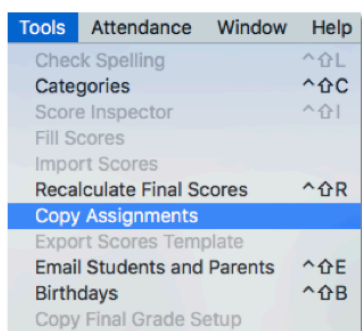 Tools Attendance Window Help
Check Spelling ^⇧L
Categories ^⇧C
Score Inspector ^⇧I
Fill Scores
Import Scores
Recalculate Final Scores ^⇧R
Copy Assignments
Export Scores Template
Email Students and Parents ^⇧E
Birthdays ^⇧B
Copy Final Grade Setup